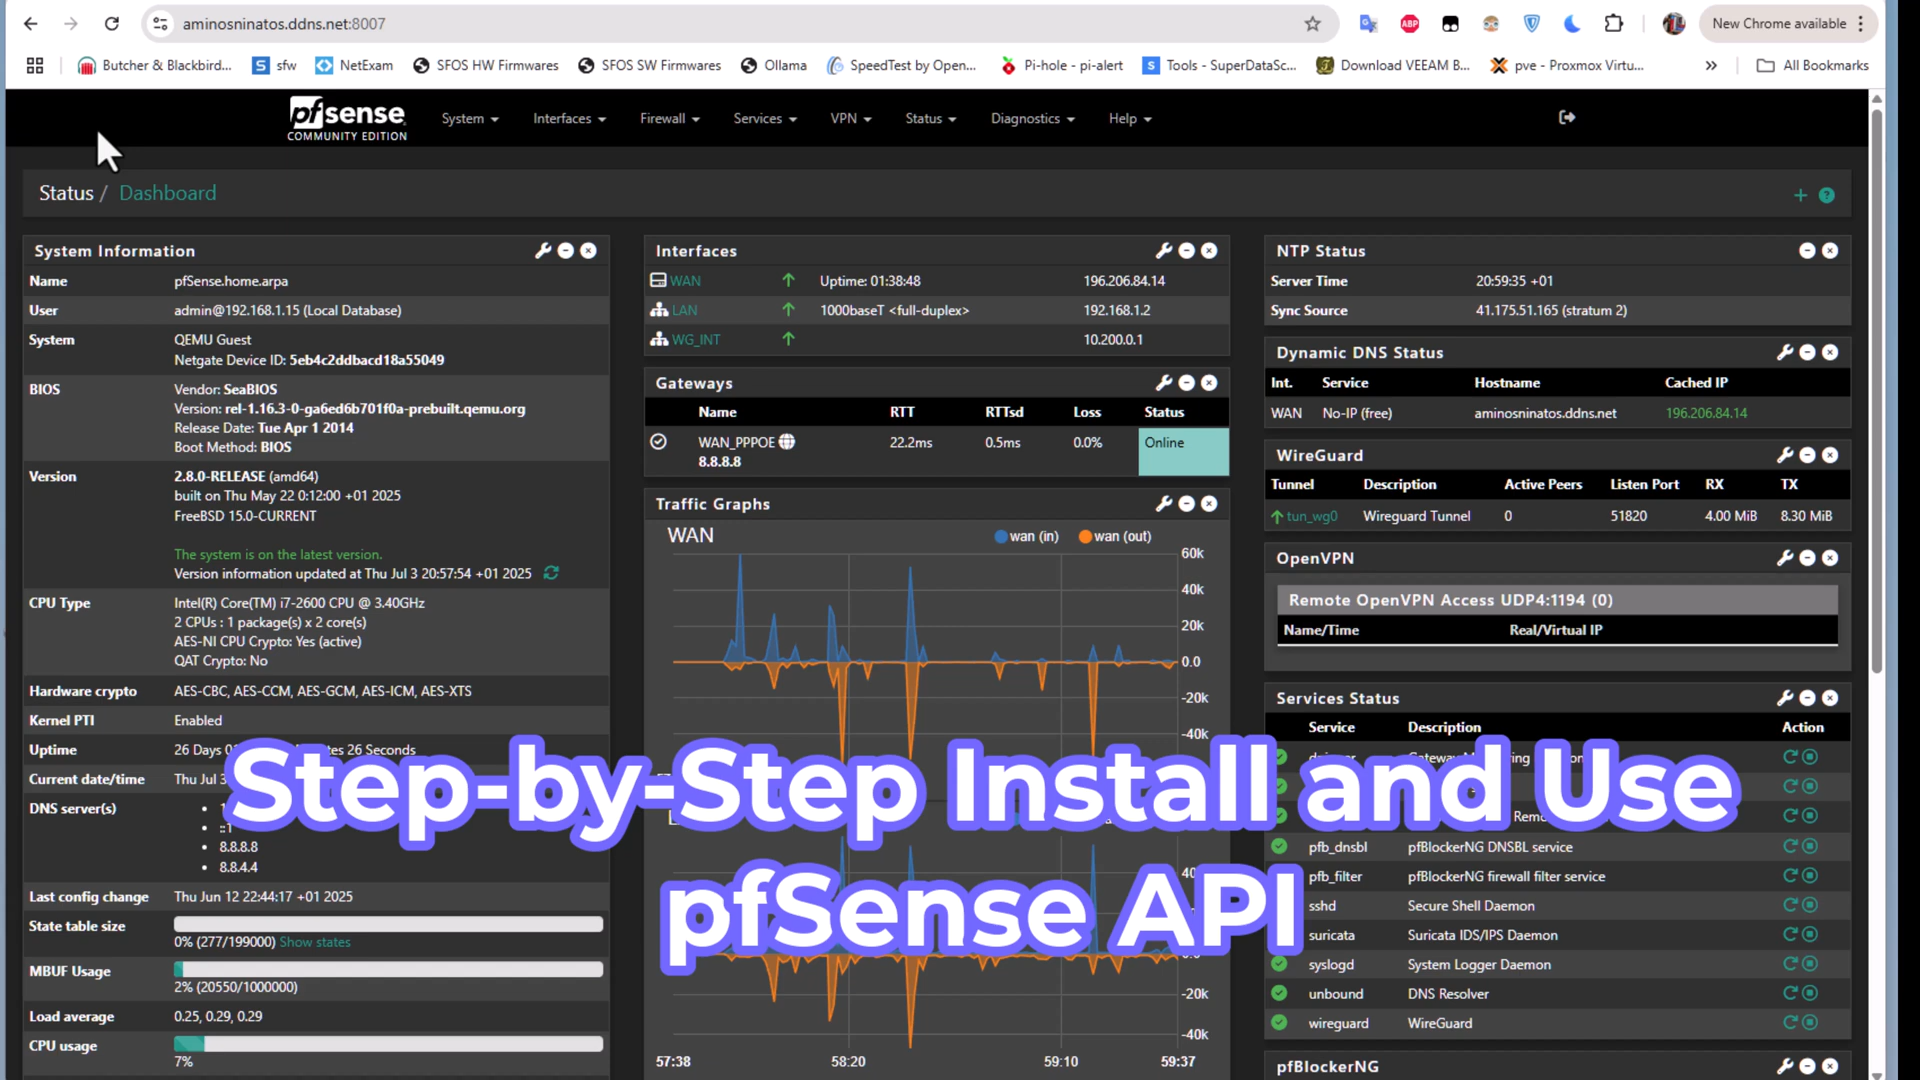 aminosninatos.ddns.net:8007
New Chrome available
Butcher & Blackbird...
sfw
NetExam
SFOS HW Firmwares
SFOS SW Firmwares
Ollama
SpeedTest by Open...
Pi-hole - pi-alert
Tools - SuperDataSc...
Download VEEAM B...
pve - Proxmox Virtu...
All Bookmarks
pfsense
COMMUNITY EDITION
System
Interfaces
Firewall
Services
VPN
Status
Diagnostics
Help
Status / Dashboard
System Information
Name pfSense.home.arpa
User admin@192.168.1.15 (Local Database)
System QEMU Guest
Netgate Device ID: 5eb4c2ddbacd18a55049
BIOS Vendor: SeaBIOS
Version: rel-1.16.3-0-ga6ed6b701f0a-prebuilt.qemu.org
Release Date: Tue Apr 1 2014
Boot Method: BIOS
Version 2.8.0-RELEASE (amd64)
built on Thu May 22 0:12:00 +01 2025
FreeBSD 15.0-CURRENT
The system is on the latest version.
Version information updated at Thu Jul 3 20:57:54 +01 2025
CPU Type Intel(R) Core(TM) i7-2600 CPU @ 3.40GHz
2 CPUs : 1 package(s) x 2 core(s)
AES-NI CPU Crypto: Yes (active)
QAT Crypto: No
Hardware crypto AES-CBC, AES-CCM, AES-GCM, AES-ICM, AES-XTS
Kernel PTI Enabled
Uptime 26 Days 26 Seconds
Current date/time Thu Jul 3
DNS server(s)
::1
8.8.8.8
8.8.4.4
Last config change Thu Jun 12 22:44:17 +01 2025
State table size
0% (277/199000) Show states
MBUF Usage
2% (20550/1000000)
Load average 0.25, 0.29, 0.29
CPU usage
7%
Interfaces
WAN Uptime: 01:38:48 196.206.84.14
LAN 1000baseT <full-duplex> 192.168.1.2
WG_INT 10.200.0.1
Gateways
Name RTT RTTsd Loss Status
WAN_PPPOE 22.2ms 0.5ms 0.0% Online
8.8.8.8
Traffic Graphs
WAN
wan (in) wan (out)
60k
40k
20k
0.0
-20k
-40k
-20k
-40k
57:38 58:20 59:10 59:37
NTP Status
Server Time 20:59:35 +01
Sync Source 41.175.51.165 (stratum 2)
Dynamic DNS Status
Int. Service Hostname Cached IP
WAN No-IP (free) aminosninatos.ddns.net 196.206.84.14
WireGuard
Tunnel Description Active Peers Listen Port RX TX
tun_wg0 Wireguard Tunnel 0 51820 4.00 MiB 8.30 MiB
OpenVPN
Remote OpenVPN Access UDP4:1194 (0)
Name/Time Real/Virtual IP
Services Status
Service Description Action
pfb_dnsbl pfBlockerNG DNSBL service
pfb_filter pfBlockerNG firewall filter service
sshd Secure Shell Daemon
suricata Suricata IDS/IPS Daemon
syslogd System Logger Daemon
unbound DNS Resolver
wireguard WireGuard
pfBlockerNG
Step-by-Step Install and Use
pfSense API